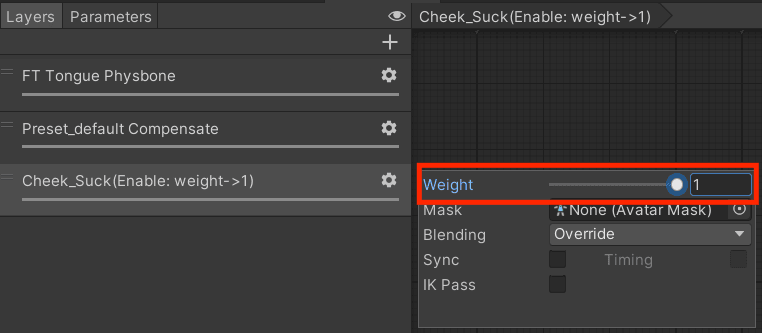 Layers Parameters
Cheek_Suck(Enable: weight->1)
FT Tongue Physbone
Preset_default Compensate
Cheek_Suck(Enable: weight->1)
Weight 1
Mask None (Avatar Mask)
Blending Override
Sync Timing
IK Pass